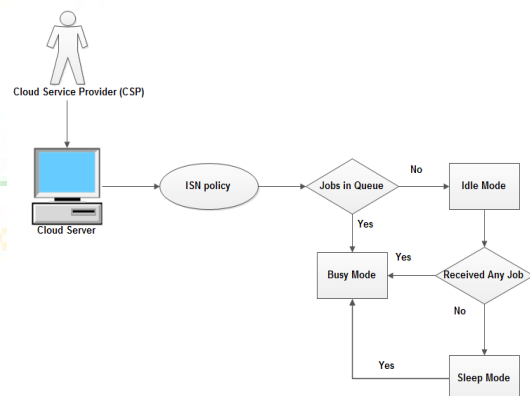 Cloud Service Provider (CSP)
Cloud Server
ISN policy
Jobs in Queue
No
Idle Mode
Yes
Busy Mode
Yes
Received Any Job
No
Yes
Sleep Mode